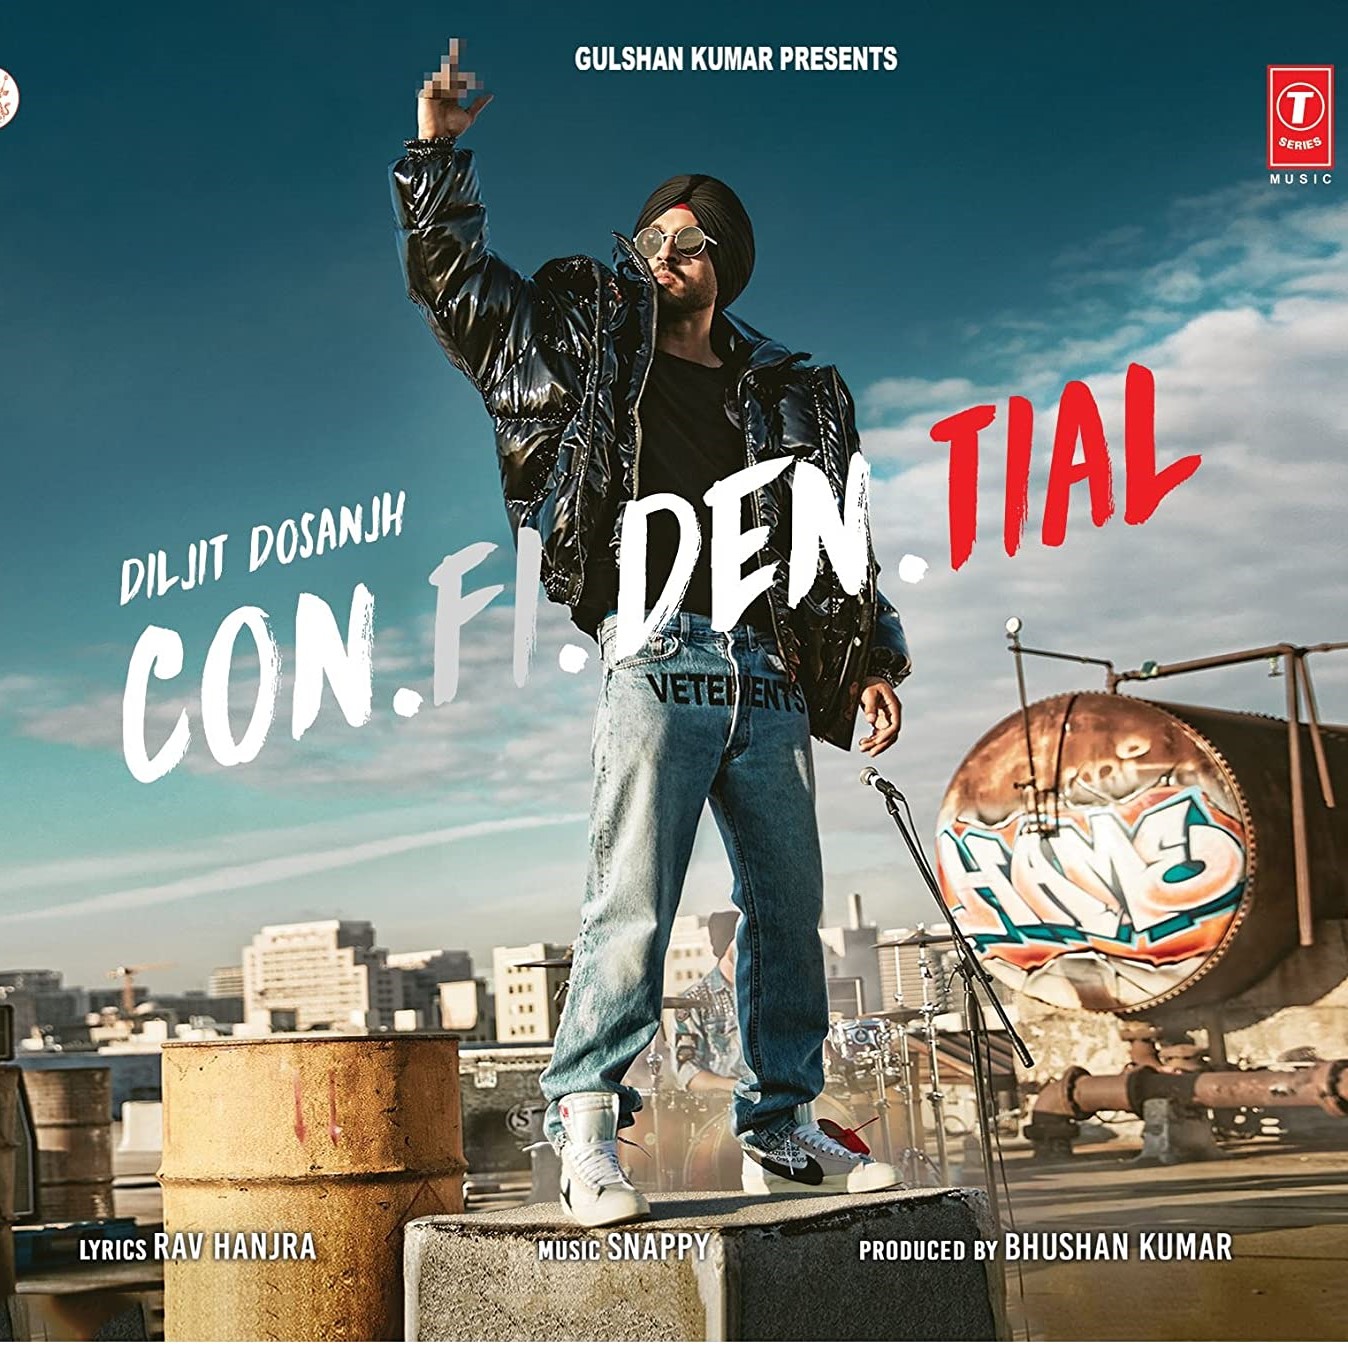 GULSHAN KUMAR PRESENTS
T
SERIES
MUSIC
DILJIT DOSANJH
CON.FI.DEN.TIAL
VETEMENTS
HAME
LYRICS RAV HANJRA
MUSIC SNAPPY
PRODUCED BY BHUSHAN KUMAR